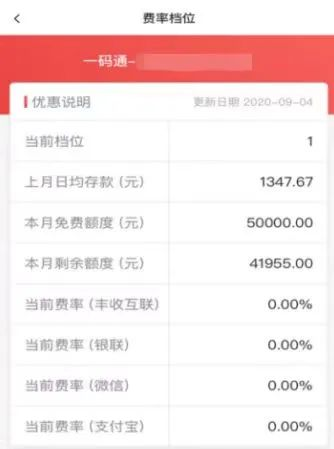 费率档位
一码通-
优惠说明 更新日期 2020-09-04
当前档位 1
上月日均存款 (元) 1347.67
本月免费额度 (元) 50000.00
本月剩余额度 (元) 41955.00
当前费率 (丰收互联) 0.00%
当前费率 (银联) 0.00%
当前费率 (微信) 0.00%
当前费率 (支付宝) 0.00%